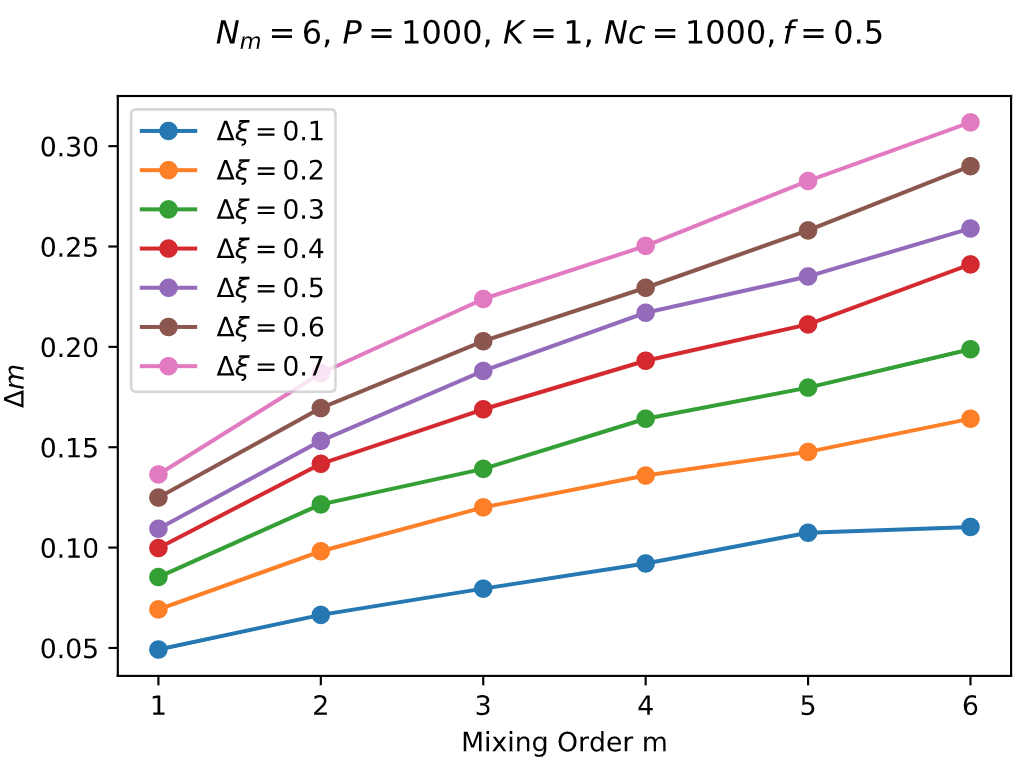 N_m = 6, P = 1000, K = 1, Nc = 1000, f = 0.5
Δξ = 0.1
Δξ = 0.2
Δξ = 0.3
Δξ = 0.4
Δξ = 0.5
Δξ = 0.6
Δξ = 0.7
0.30
0.25
0.20
0.15
0.10
0.05
Δm
1 2 3 4 5 6
Mixing Order m